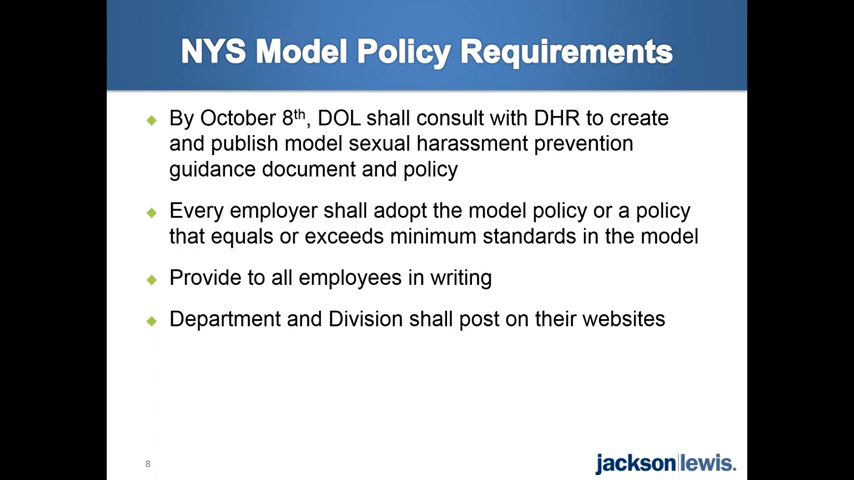 NYS Model Policy Requirements
By October 8th, DOL shall consult with DHR to create
and publish model sexual harassment prevention
guidance document and policy
Every employer shall adopt the model policy or a policy
that equals or exceeds minimum standards in the model
Provide to all employees in writing
Department and Division shall post on their websites
8
jackson|lewis.